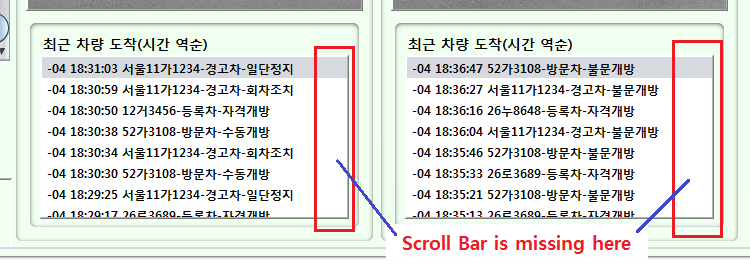 최근 차량 도착(시간 역순)
-04 18:31:03 서울11가1234-경고차-일단정지
-04 18:30:59 서울11가1234-경고차-회차조치
-04 18:30:50 12거3456-등록차-자격개방
-04 18:30:38 52가3108-방문차-수동개방
-04 18:30:34 서울11가1234-경고차-회차조치
-04 18:30:30 52가3108-방문차-수동개방
-04 18:29:25 서울11가1234-경고차-일단정지
-04 18:29:17 26로3689-등록차-자격개방
최근 차량 도착(시간 역순)
-04 18:36:47 52가3108-방문차-불문개방
-04 18:36:27 서울11가1234-경고차-불문개방
-04 18:36:16 26누8648-등록차-자격개방
-04 18:36:04 서울11가1234-경고차-불문개방
-04 18:35:46 52가3108-방문차-불문개방
-04 18:35:33 26로3689-등록차-자격개방
-04 18:35:21 52가3108-방문차-불문개방
-04 18:35:13 26로3689-등록차-자격개방
Scroll Bar is missing here